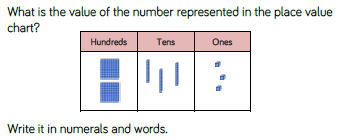 What is the value of the number represented in the place value
chart?
Hundreds Tens Ones
Write it in numerals and words.